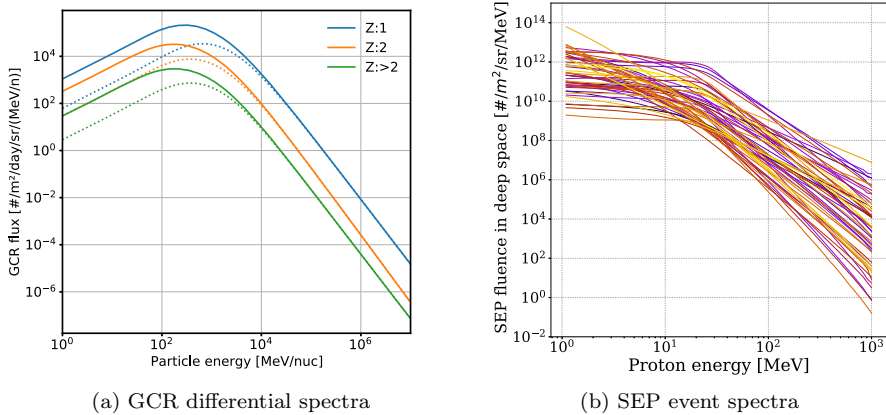 GCR flux [#/m²/day/sr/(MeV/n)]
10⁴
10²
10⁰
10⁻²
10⁻⁴
10⁻⁶
Z:1
Z:2
Z:>2
10⁰ 10² 10⁴ 10⁶
Particle energy [MeV/nuc]
(a) GCR differential spectra
SEP fluence in deep space [#/m²/sr/MeV]
10¹⁴
10¹²
10¹⁰
10⁸
10⁶
10⁴
10²
10⁰
10⁻²
10⁰ 10¹ 10² 10³
Proton energy [MeV]
(b) SEP event spectra